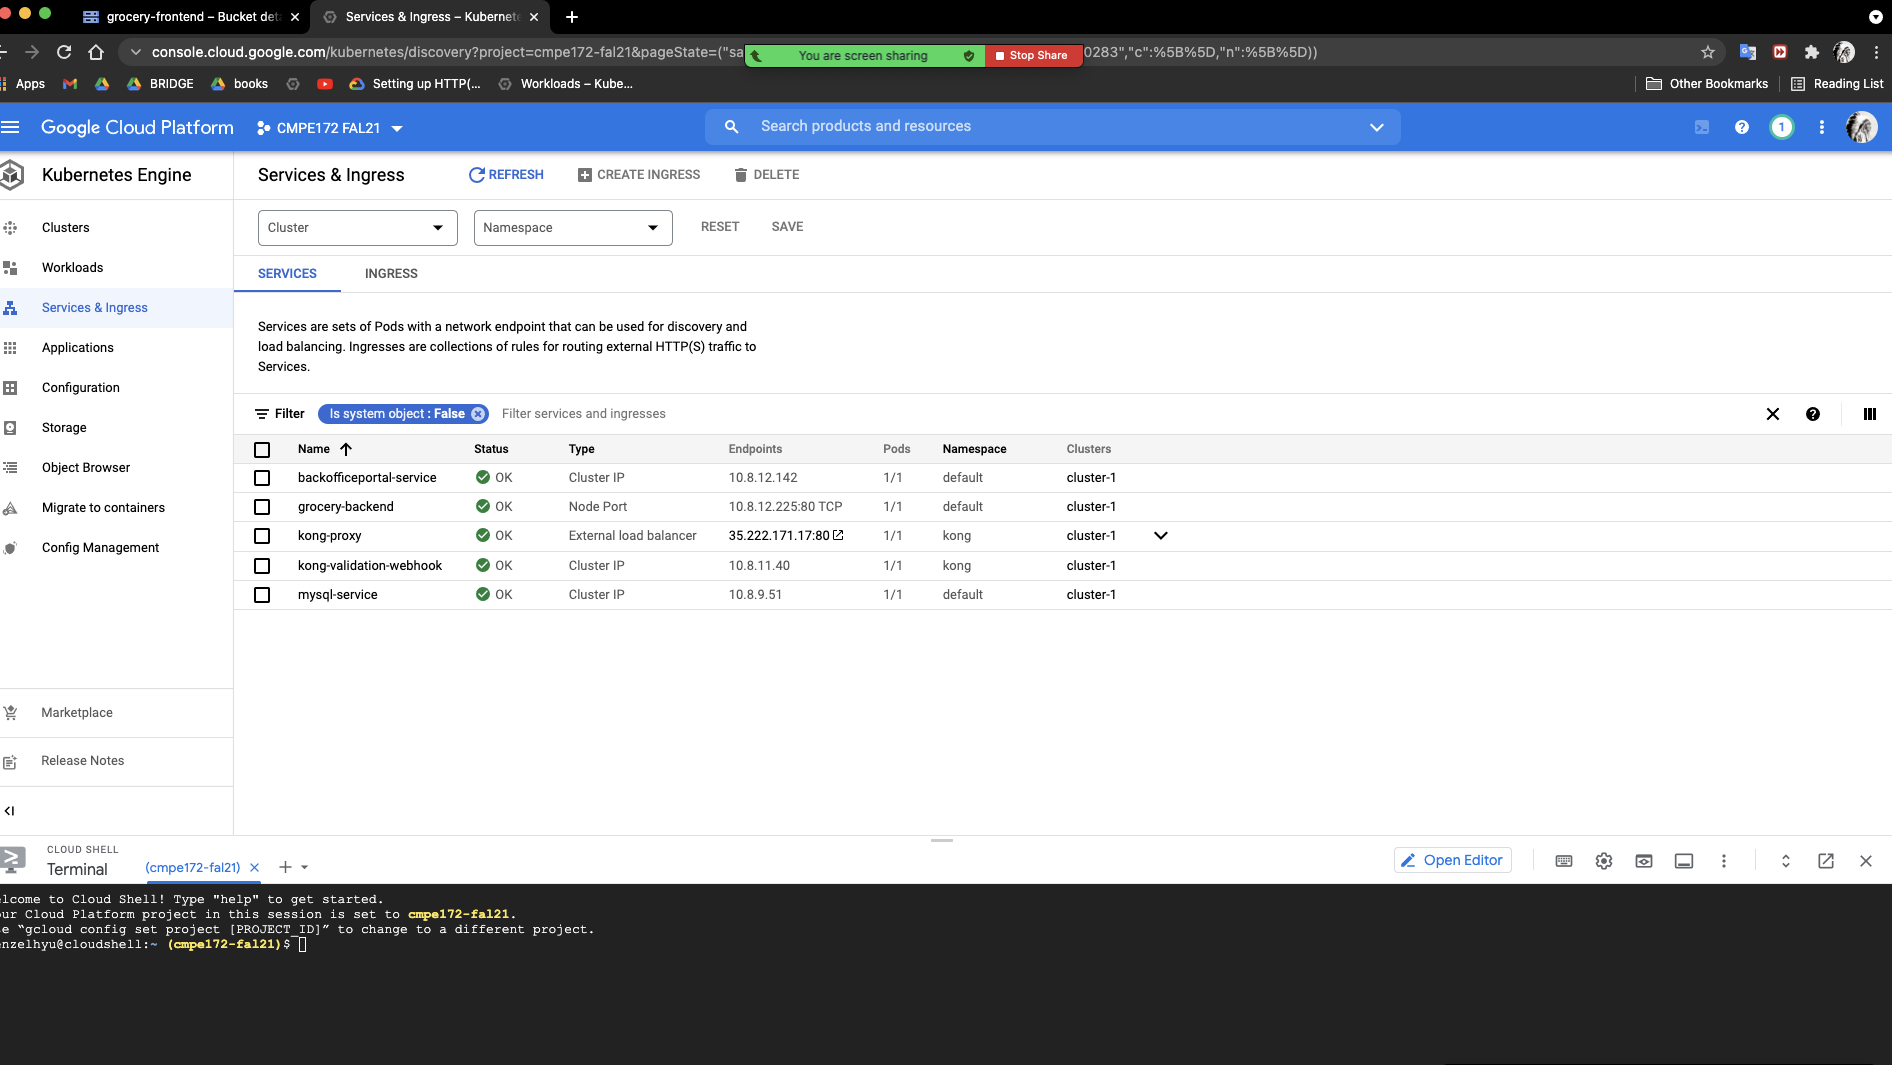 grocery-frontend – Bucket det
Services & Ingress – Kubernete
console.cloud.google.com/kubernetes/discovery?project=cmpe172-fal21&pageState=("sa
You are screen sharing
Stop Share
0283","c":%5B%5D,"n":%5B%5D))
Apps
BRIDGE
books
Setting up HTTP(...
Workloads – Kube...
Other Bookmarks
Reading List
Google Cloud Platform
CMPE172 FAL21
Search products and resources
1
Kubernetes Engine
Services & Ingress
REFRESH
CREATE INGRESS
DELETE
Clusters
Workloads
Services & Ingress
Applications
Configuration
Storage
Object Browser
Migrate to containers
Config Management
Marketplace
Release Notes
Cluster
Namespace
RESET
SAVE
SERVICES
INGRESS
Services are sets of Pods with a network endpoint that can be used for discovery and
load balancing. Ingresses are collections of rules for routing external HTTP(S) traffic to
Services.
Filter
Is system object : False
Filter services and ingresses
Name Status Type Endpoints Pods Namespace Clusters
backofficeportal-service OK Cluster IP 10.8.12.142 1/1 default cluster-1
grocery-backend OK Node Port 10.8.12.225:80 TCP 1/1 default cluster-1
kong-proxy OK External load balancer 35.222.171.17:80 1/1 kong cluster-1
kong-validation-webhook OK Cluster IP 10.8.11.40 1/1 kong cluster-1
mysql-service OK Cluster IP 10.8.9.51 1/1 default cluster-1
CLOUD SHELL
Terminal
(cmpe172-fal21)
Open Editor
lcome to Cloud Shell! Type "help" to get started.
ur Cloud Platform project in this session is set to cmpe172-fal21.
e “gcloud config set project [PROJECT_ID]” to change to a different project.
nzelhyu@cloudshell:~ (cmpe172-fal21)$